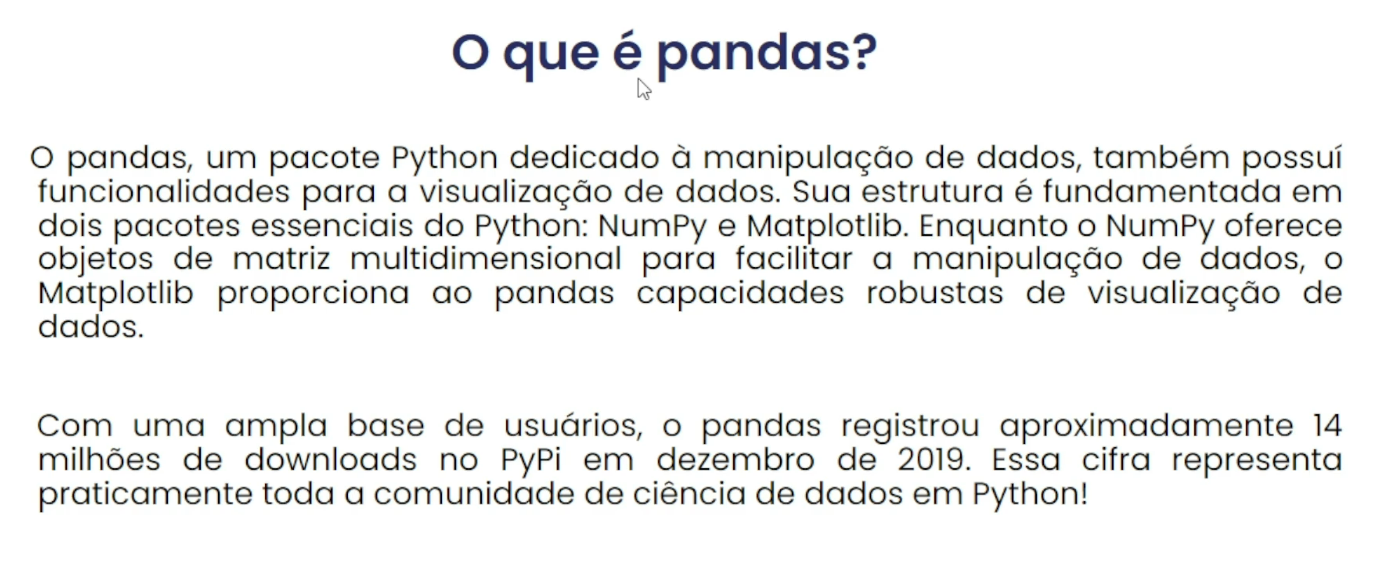 O que é pandas?
O pandas, um pacote Python dedicado à manipulação de dados, também possuí
funcionalidades para a visualização de dados. Sua estrutura é fundamentada em
dois pacotes essenciais do Python: NumPy e Matplotlib. Enquanto o NumPy oferece
objetos de matriz multidimensional para facilitar a manipulação de dados, o
Matplotlib proporciona ao pandas capacidades robustas de visualização de
dados.
Com uma ampla base de usuários, o pandas registrou aproximadamente 14
milhões de downloads no PyPi em dezembro de 2019. Essa cifra representa
praticamente toda a comunidade de ciência de dados em Python!